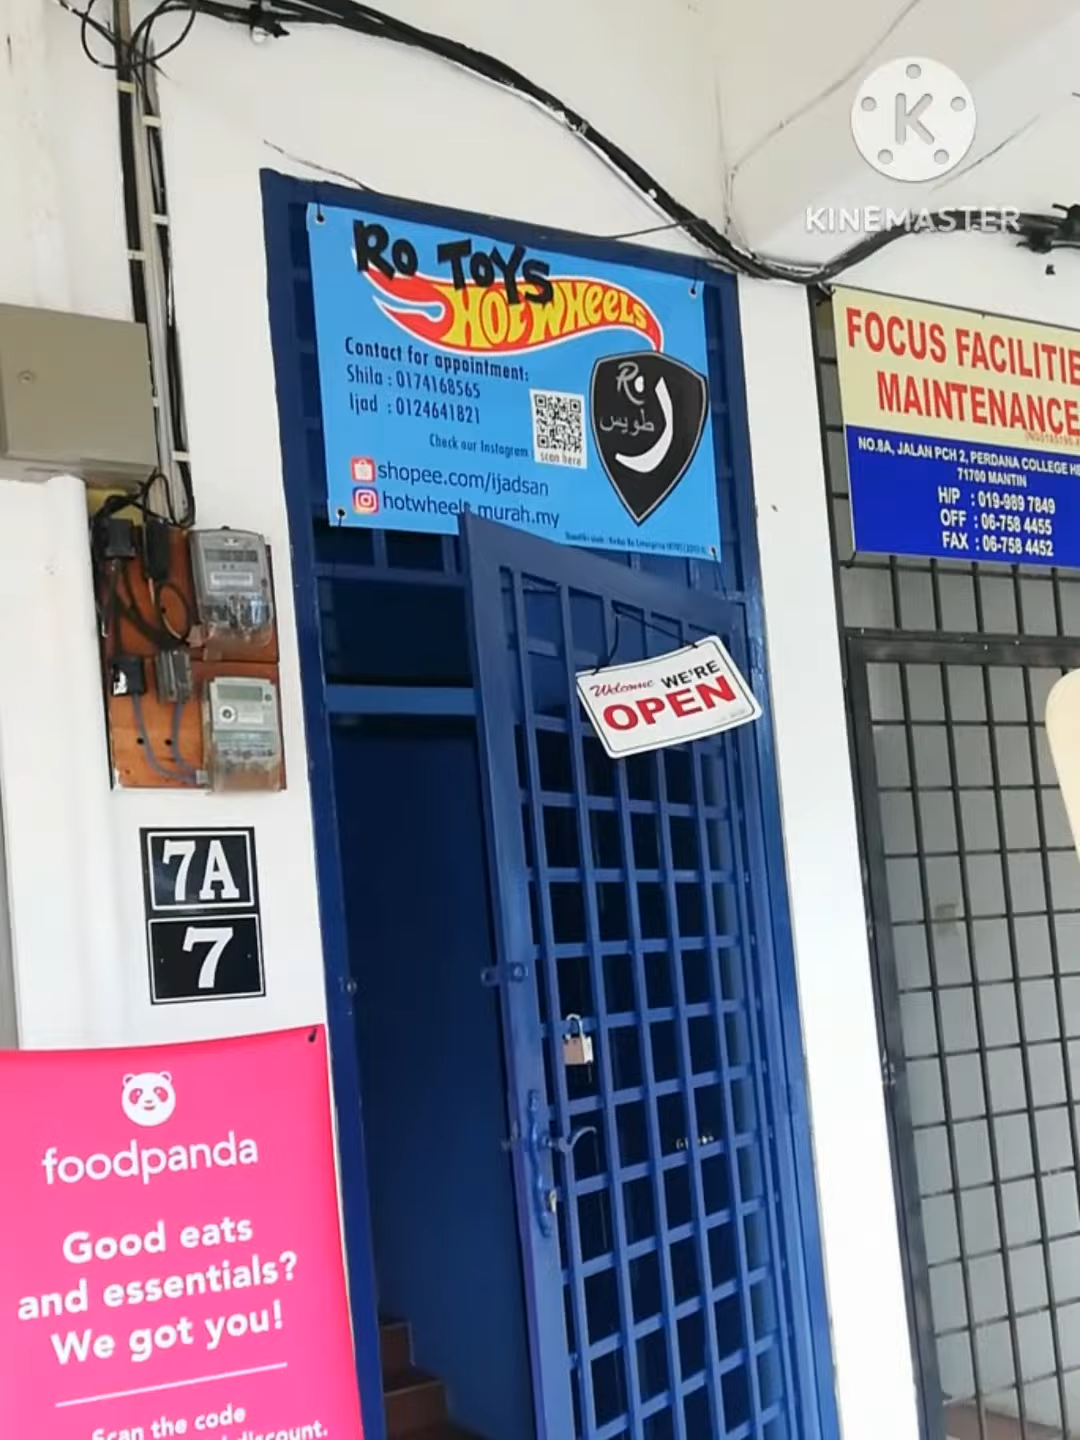 K
KINEMASTER
Ro Toys
HOT WHEELS
Contact for appointment:
Shila : 0174168565
Ijad : 0124641821
Check our Instagram
scan here
Ro
طويس
shopee.com/ijadsan
hotwheels.murah.my
FOCUS FACILITIE
MAINTENANCE
NO.8A, JALAN PCH 2, PERDANA COLLEGE HE
71700 MANTIN
H/P : 019-989 7849
OFF : 06-758 4455
FAX : 06-758 4452
Welcome WE'RE
OPEN
7A
7
foodpanda
Good eats
and essentials?
We got you!
Scan the code
discount.